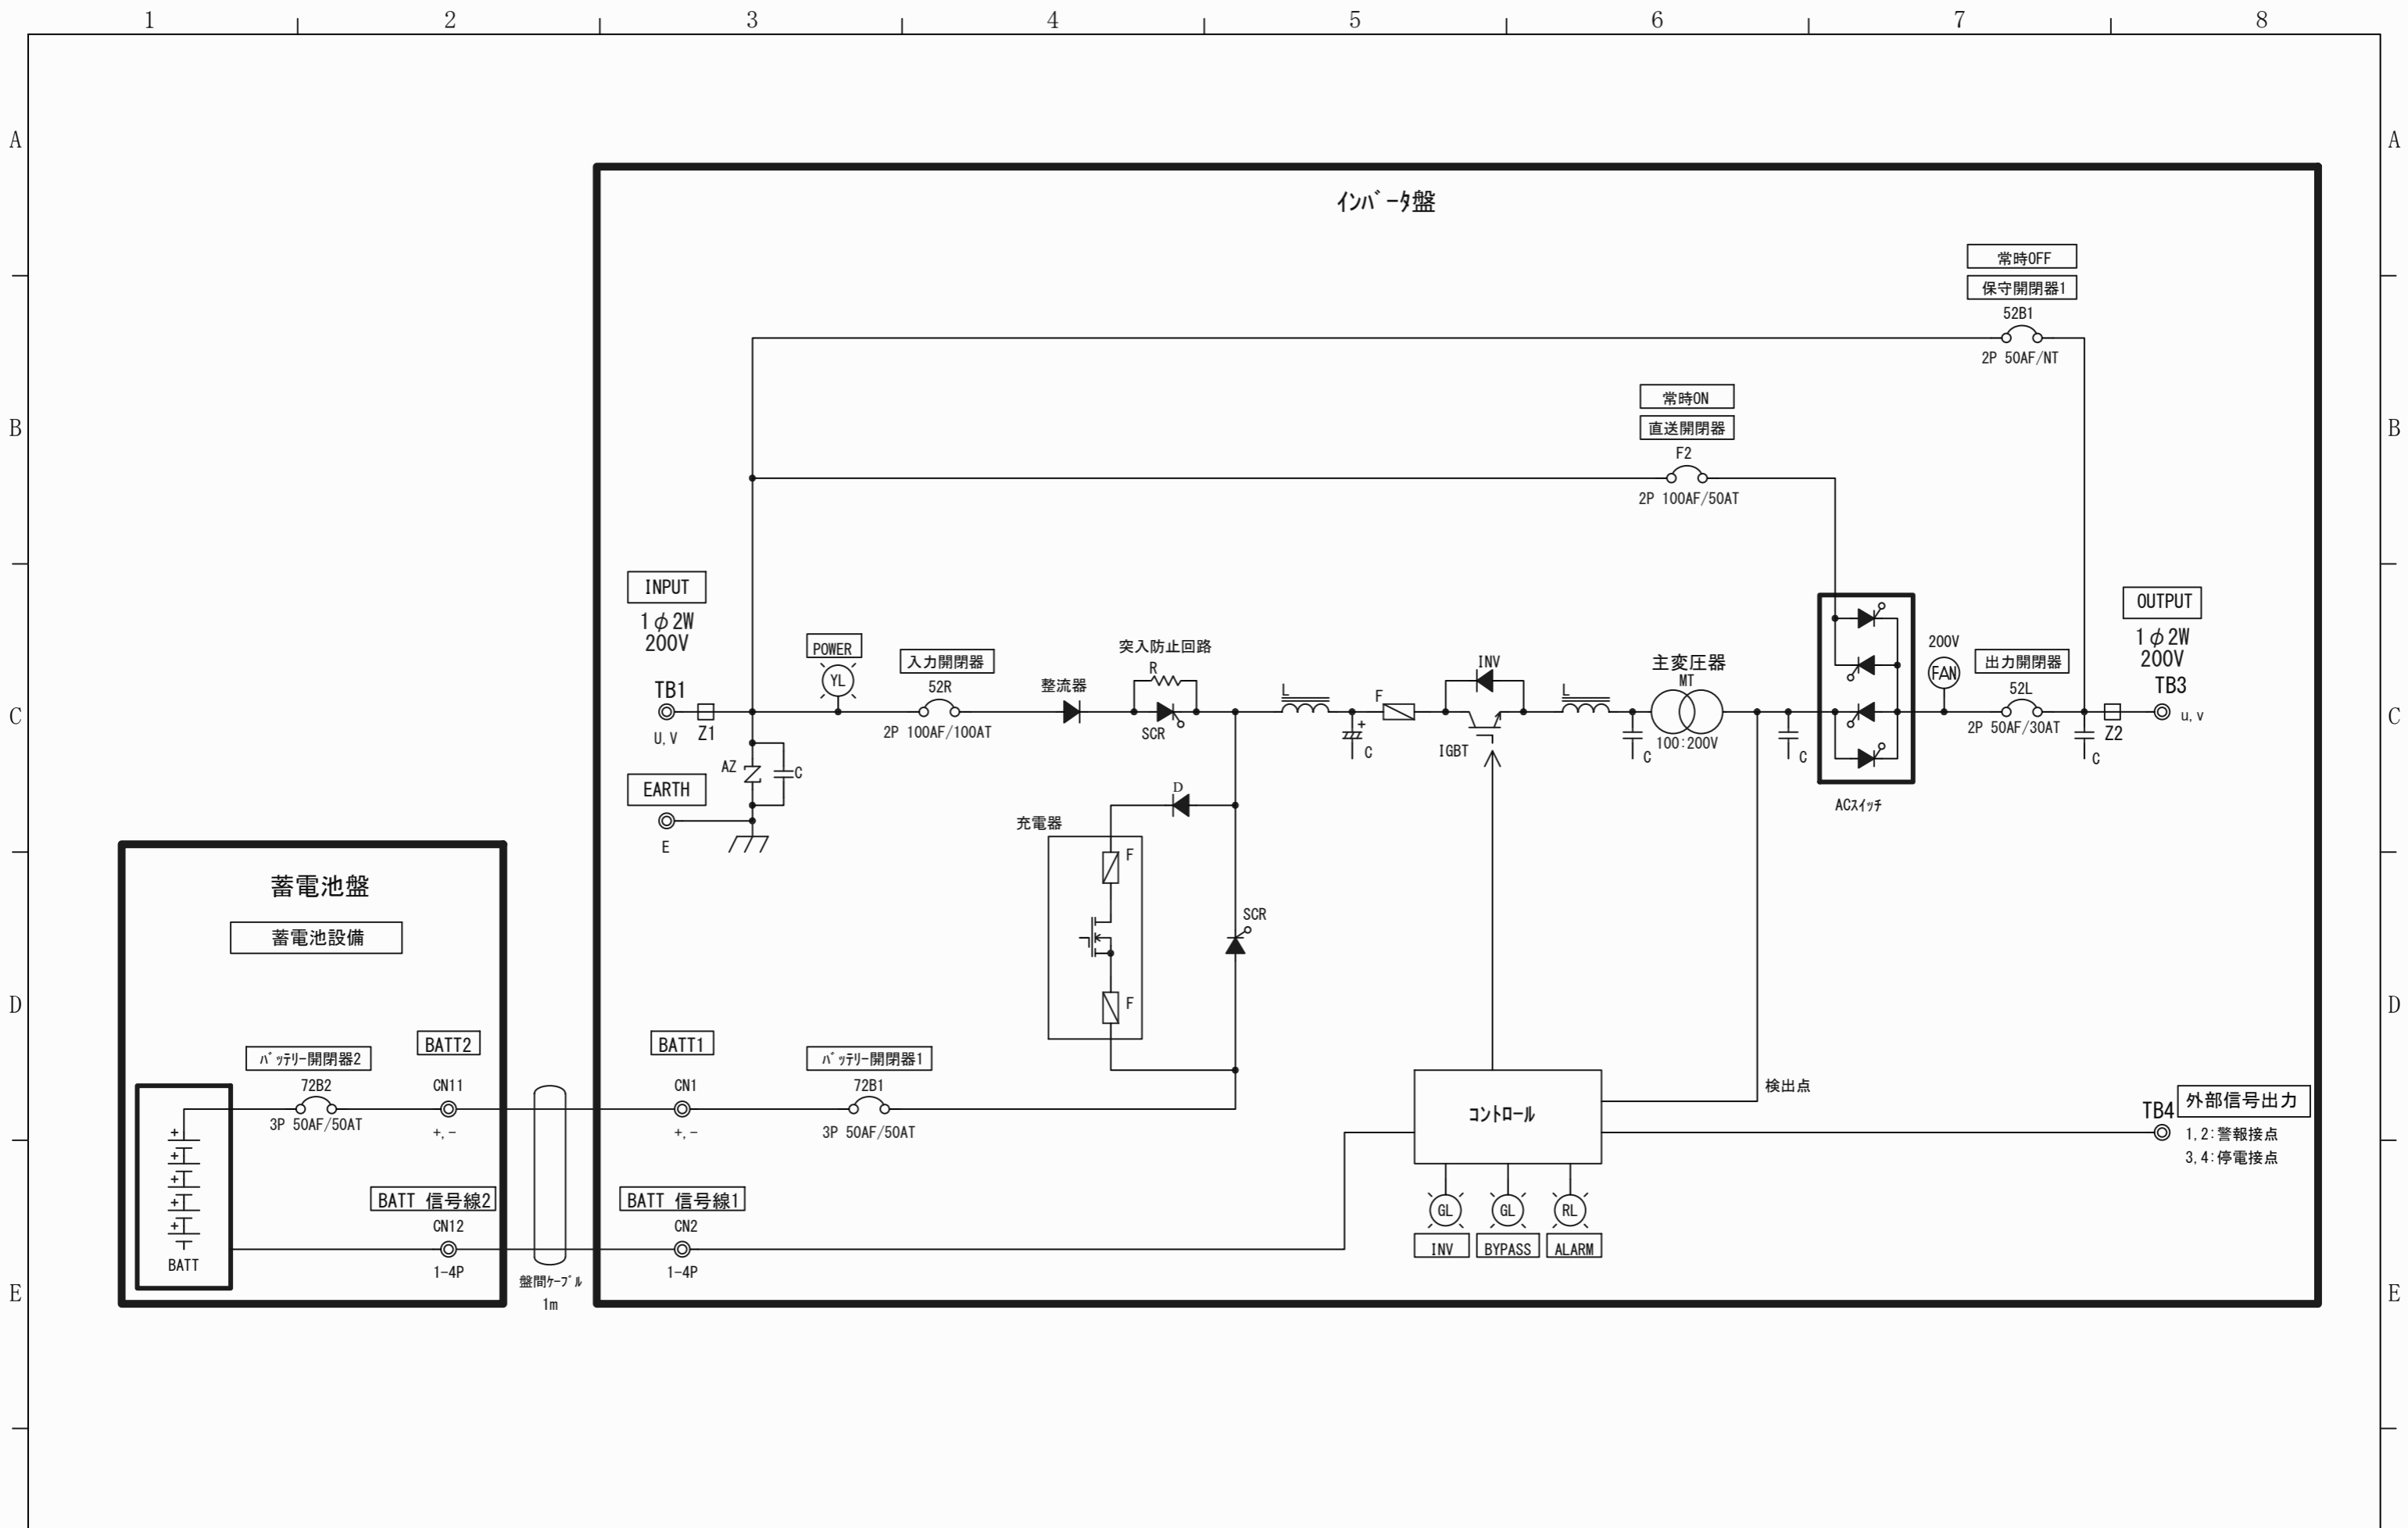 1 2 3 4 5 6 7 8
A A
インバータ盤
常時OFF
保守開閉器1
52B1
2P 50AF/NT
常時ON
B B
直送開閉器
F2
2P 100AF/50AT
INPUT
1φ2W
200V
OUTPUT
1φ2W
200V
POWER
YL
入力開閉器
52R
2P 100AF/100AT
整流器
突入防止回路
R
SCR
INV
IGBT
主変圧器
MT
100:200V
200V
FAN
出力開閉器
52L
2P 50AF/30AT
TB1
U,V
Z1
L
+
C
F
L
C
C
C
Z2
TB3
u,v
C C
AZ
C
EARTH
E
D
ACスイッチ
充電器
F
F
SCR
蓄電池盤
蓄電池設備
D D
BATT2
BATT1
バッテリー開閉器2
72B2
3P 50AF/50AT
CN11
+,-
CN1
+,-
バッテリー開閉器1
72B1
3P 50AF/50AT
コントロール
検出点
TB4
外部信号出力
1,2:警報接点
3,4:停電接点
+
+
+
+
+
BATT
BATT 信号線2
CN12
1-4P
BATT 信号線1
CN2
1-4P
GL GL RL
INV BYPASS ALARM
盤間ケーブル
1m
E E